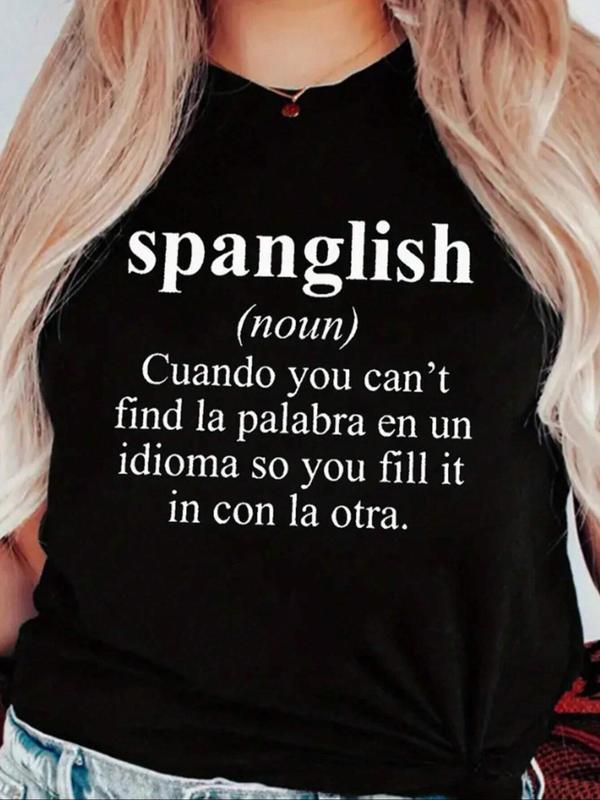 spanglish
(noun)
Cuando you can't
find la palabra en un
idioma so you fill it
in con la otra.